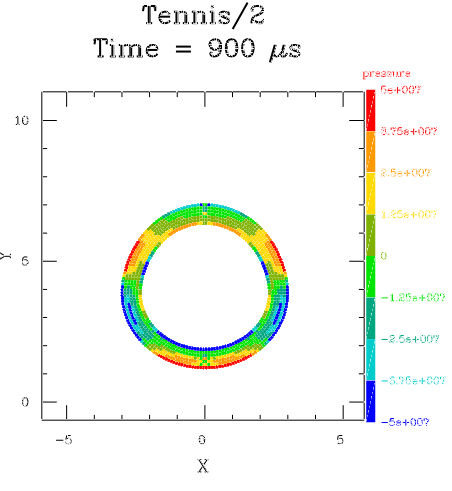 Tennis/2
Time = 900 μs
pressure
5e+007
3.75e+007
2.5e+007
1.25e+007
0
-1.25e+007
-2.5e+007
-3.75e+007
-5e+007
10
5
0
Y
-5
0
5
X